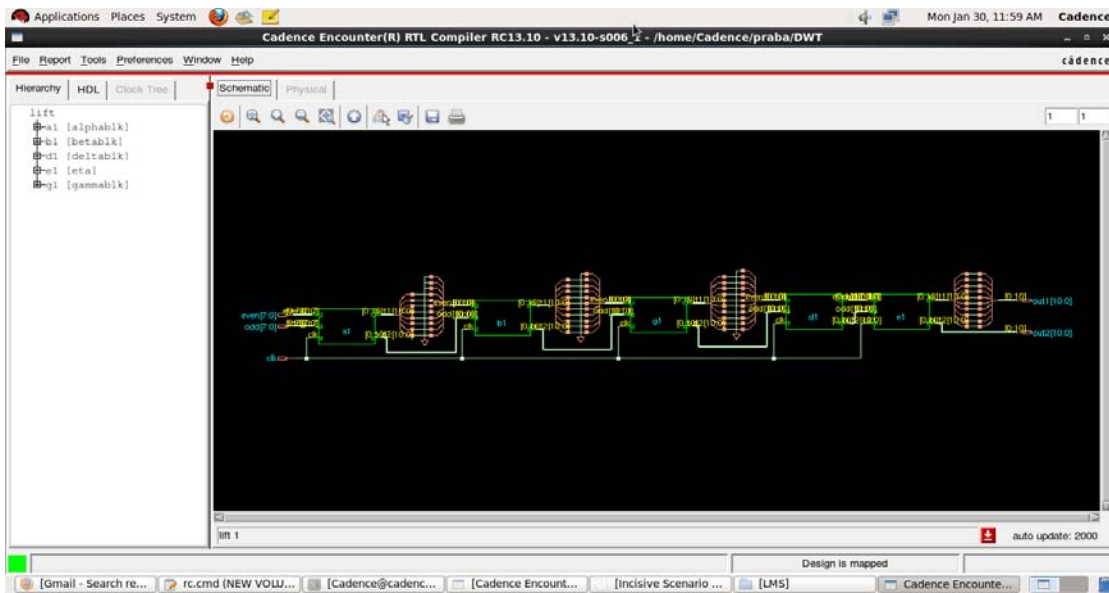 Applications Places System
Mon Jan 30, 11:59 AM Cadence
Cadence Encounter(R) RTL Compiler RC13.10 - v13.10-s006_1 - /home/Cadence/praba/DWT
File Report Tools Preferences Window Help
cādence
Hierarchy HDL Clock Tree
Schematic Physical
1 1
lift
a1 [alphablk]
b1 [betablk]
d1 [deltablk]
e1 [eta]
g1 [gammablk]
even[7:0]
odd[7:0]
clk
a1
b1
g1
d1
e1
out1[10:0]
out2[10:0]
lift 1
auto update: 2000
Design is mapped
[Gmail - Search re...
rc.cmd (NEW VOLU...
[Cadence@cadenc...
[Cadence Encount...
[Incisive Scenario ...
[LMS]
Cadence Encounte...